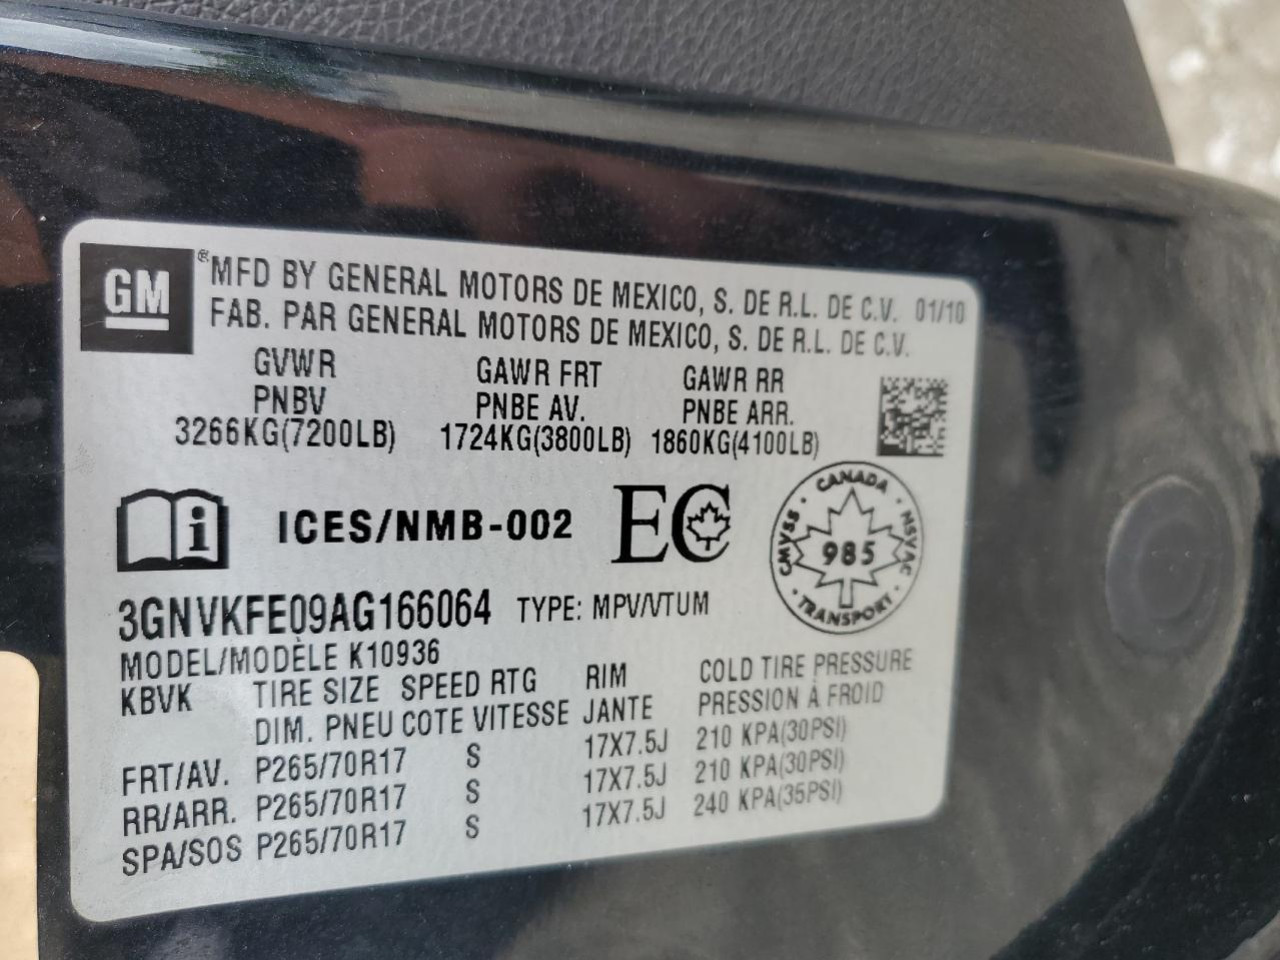 GM ® MFD BY GENERAL MOTORS DE MEXICO, S. DE R.L. DE C.V. 01/10
FAB. PAR GENERAL MOTORS DE MEXICO, S. DE R.L. DE C.V.
GVWR GAWR FRT GAWR RR
PNBV PNBE AV. PNBE ARR.
3266KG(7200LB) 1724KG(3800LB) 1860KG(4100LB)
i ICES/NMB-002 EC
CANADA
CMVSS 985 NSVAC
TRANSPORT
3GNVKFE09AG166064 TYPE: MPV/VTUM
MODEL/MODÈLE K10936
KBVK TIRE SIZE SPEED RTG RIM COLD TIRE PRESSURE
DIM. PNEU COTE VITESSE JANTE PRESSION À FROID
FRT/AV. P265/70R17 S 17X7.5J 210 KPA(30PSI)
RR/ARR. P265/70R17 S 17X7.5J 210 KPA(30PSI)
SPA/SOS P265/70R17 S 17X7.5J 240 KPA(35PSI)